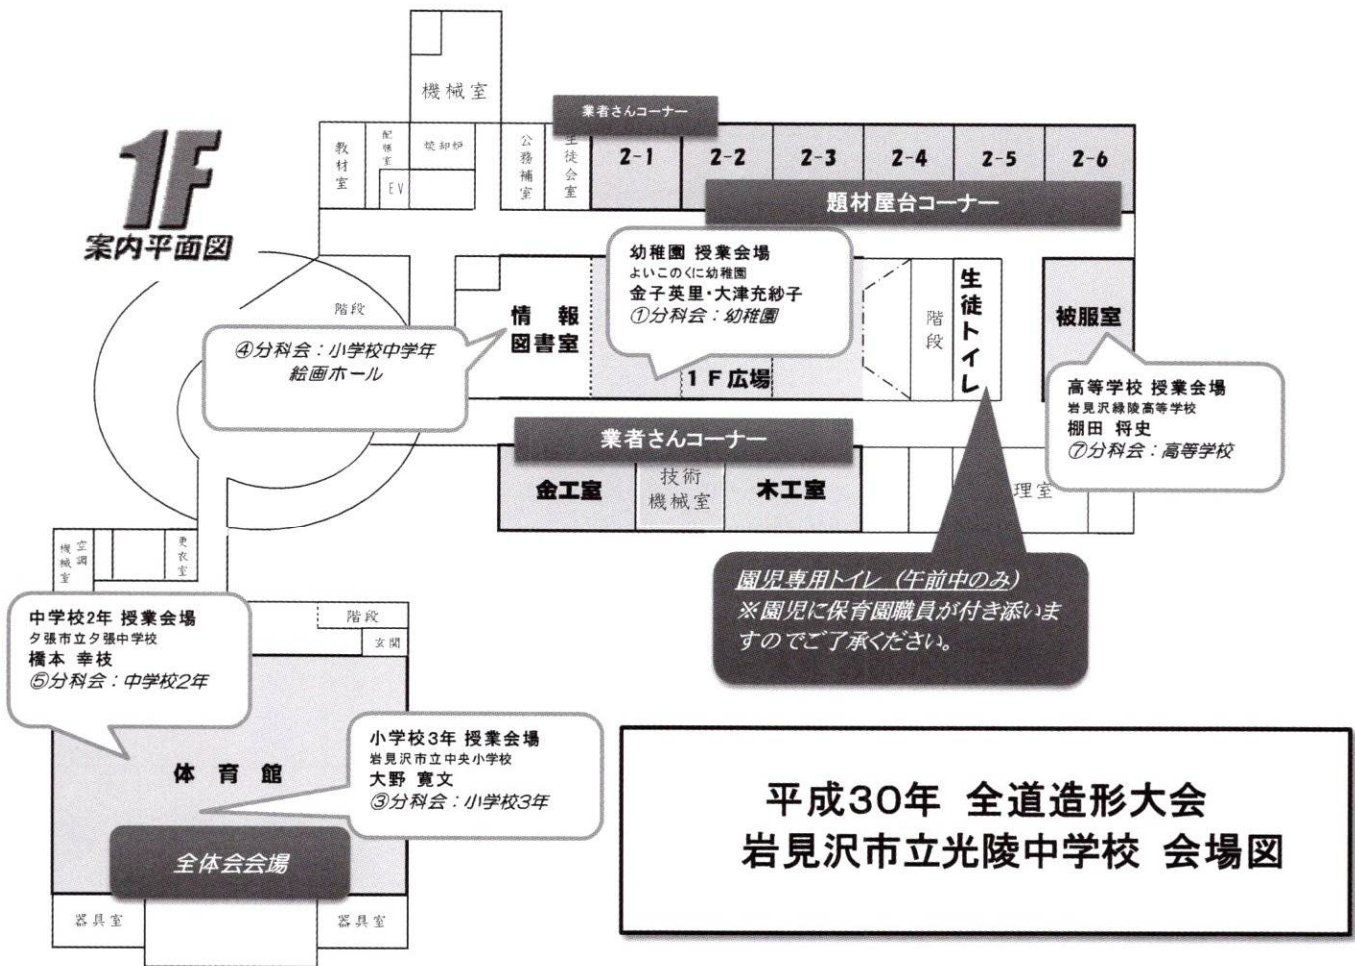 1F
案内平面図
機械室
業者さんコーナー
教材室
配膳室
焼却炉
EV
公務補室
生徒会室
2-1
2-2
2-3
2-4
2-5
2-6
題材屋台コーナー
幼稚園 授業会場
よいこのくに幼稚園
金子英里・大津充紗子
①分科会：幼稚園
階段
④分科会：小学校中学年
絵画ホール
情報
図書室
1F広場
階段
生徒トイレ
被服室
高等学校 授業会場
岩見沢緑陵高等学校
棚田 将史
⑦分科会：高等学校
業者さんコーナー
金工室
技術
機械室
木工室
理室
園児専用トイレ (午前中のみ)
※園児に保育園職員が付き添いま
すのでご了承ください。
空調
機械室
更衣室
中学校2年 授業会場
夕張市立夕張中学校
橋本 幸枝
⑤分科会：中学校2年
階段
玄関
小学校3年 授業会場
岩見沢市立中央小学校
大野 寛文
③分科会：小学校3年
体育館
全体会会場
器具室
器具室
平成30年 全道造形大会
岩見沢市立光陵中学校 会場図